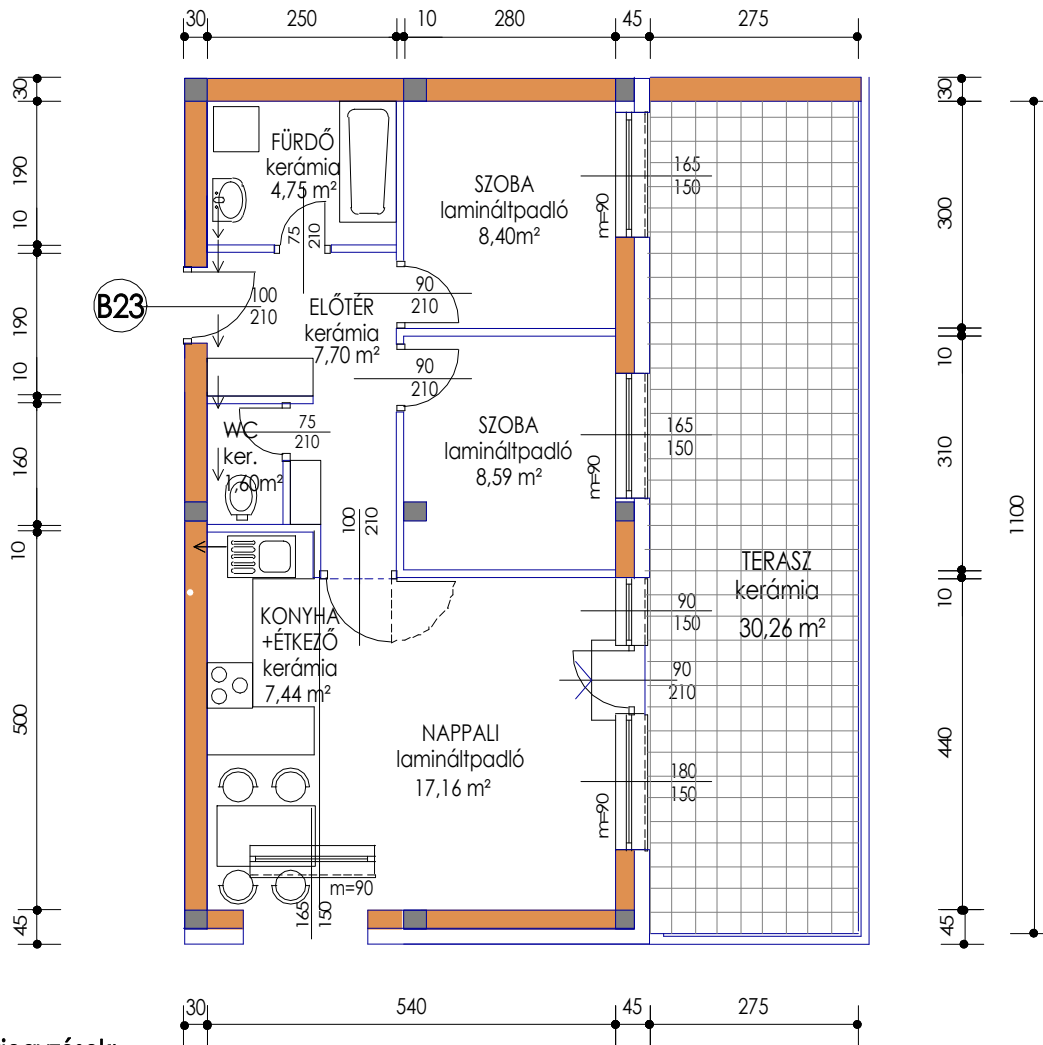 30
250
10
280
45
275
30
190
10
190
10
160
10
500
45
30
300
10
310
10
440
45
1100
FÜRDŐ
kerámia
4,75 m²
75
210
SZOBA
lamináltpadló
8,40m²
m=90
165
150
B23
100
210
ELŐTÉR
kerámia
7,70 m²
90
210
90
210
SZOBA
lamináltpadló
8,59 m²
m=90
165
150
WC
ker.
1,60m²
75
210
100
210
TERASZ
kerámia
30,26 m²
KONYHA
+ÉTKEZŐ
kerámia
7,44 m²
90
150
90
210
NAPPALI
lamináltpadló
17,16 m²
180
150
m=90
m=90
165
150
30
540
45
275